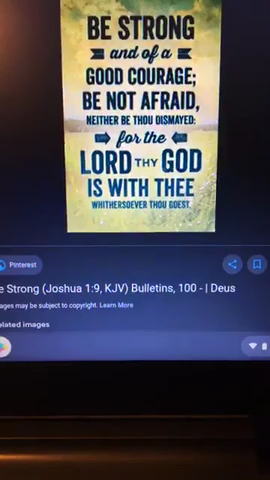 BE STRONG
and of a
GOOD COURAGE;
BE NOT AFRAID,
NEITHER BE THOU DISMAYED:
for the
LORD THY GOD
IS WITH THEE
WHITHERSOEVER THOU GOEST.
Pinterest
e Strong (Joshua 1:9, KJV) Bulletins, 100 - | Deus
ages may be subject to copyright. Learn More
elated images